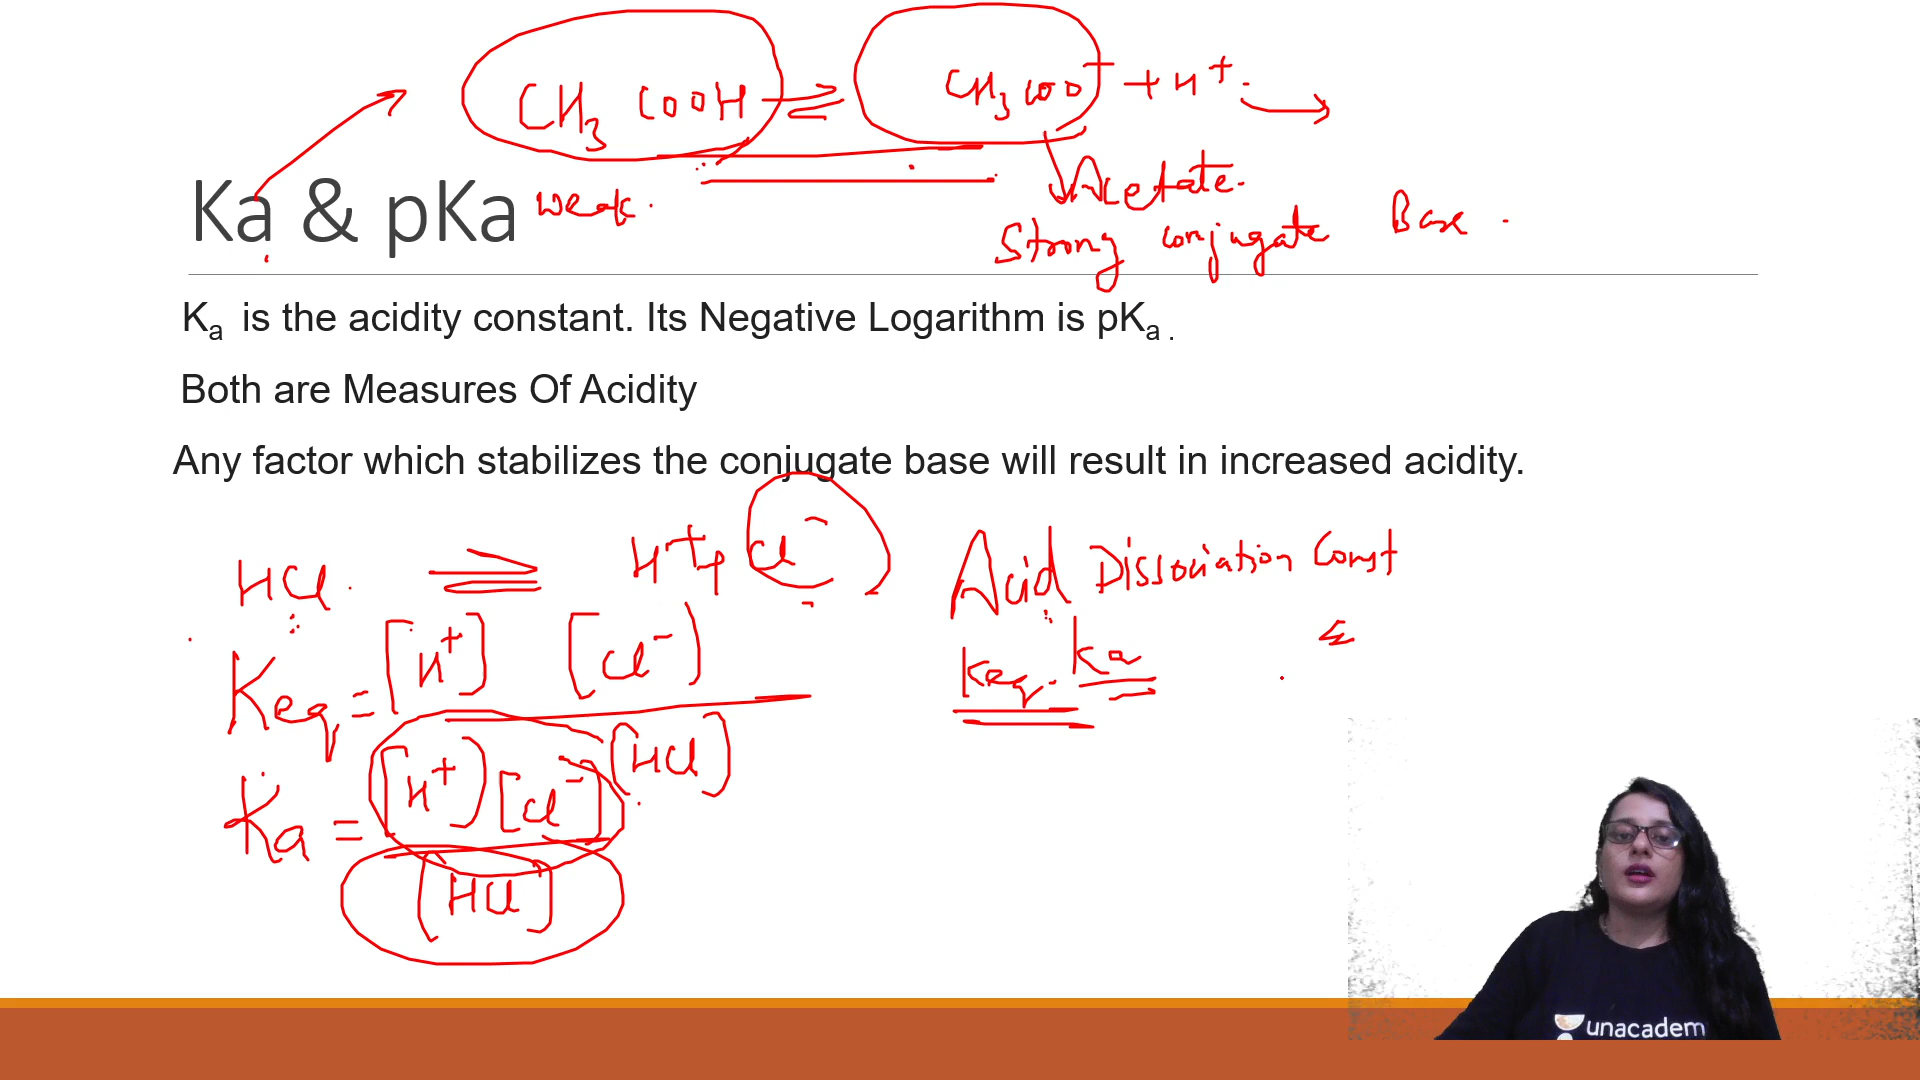 CH3 COOH ⇌ CH3COO⁻ + H⁺
Acetate.
Ka & pKa weak.
Strong conjugate Base.
Ka is the acidity constant. Its Negative Logarithm is pKa.
Both are Measures Of Acidity
Any factor which stabilizes the conjugate base will result in increased acidity.
HCl ⇌ H⁺ + Cl⁻
Acid Dissociation Const
Keq = [H⁺] [Cl⁻]
[HCl]
Keq. Ka
Ka = [H⁺] [Cl⁻]
[HCl]
unacadem